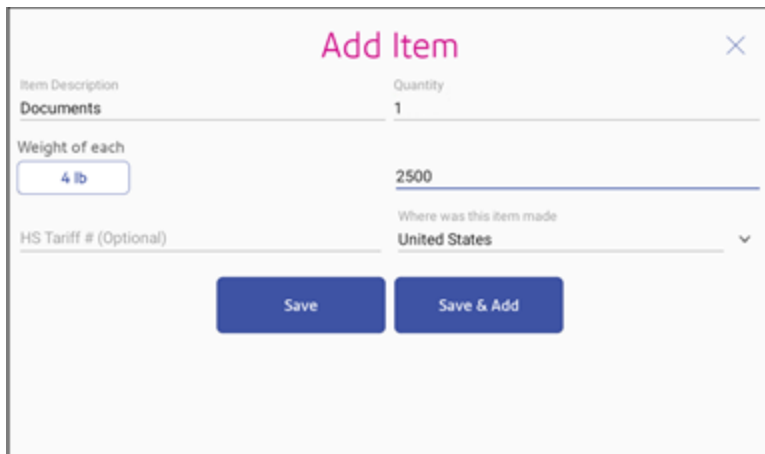 Add Item
Item Description
Quantity
Documents
1
Weight of each
4 lb
2500
Where was this item made
HS Tariff # (Optional)
United States
Save
Save & Add